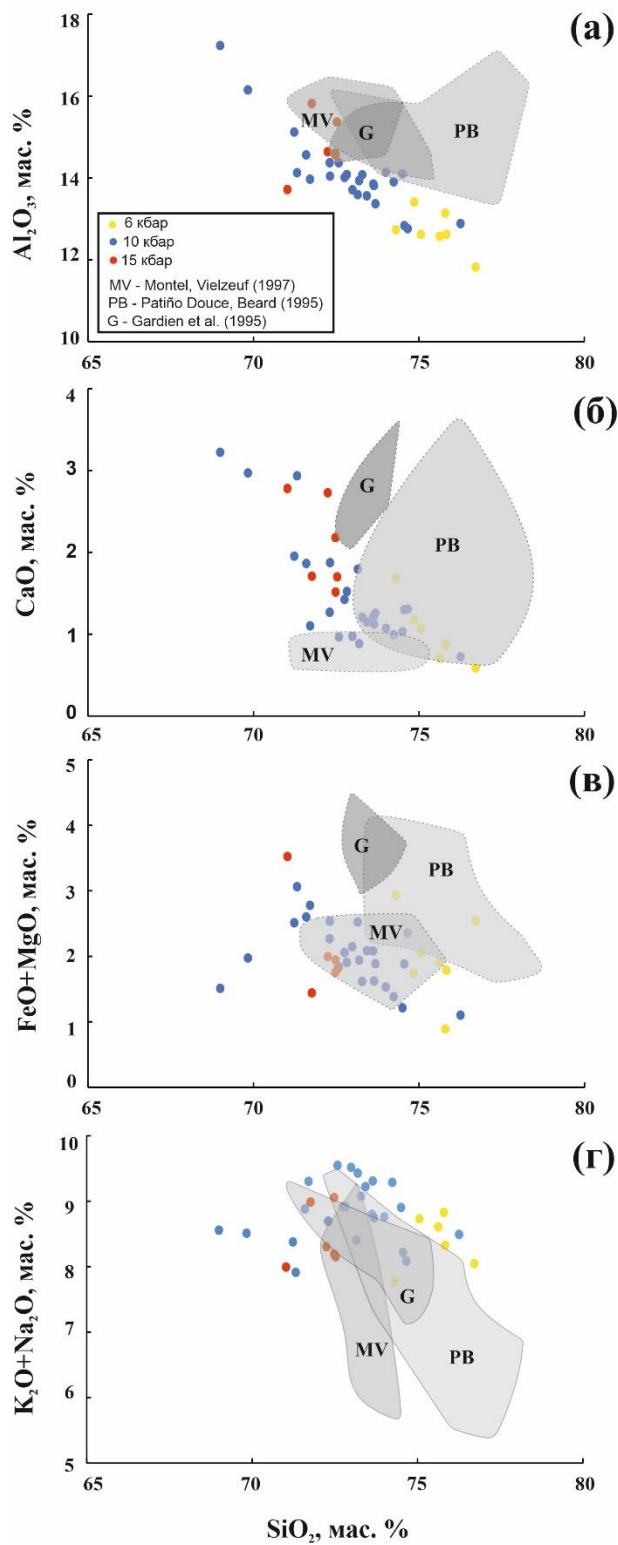 (а)
18
16
14
12
10
Al₂O₃, мас. %
MV
G
PB
6 кбар
10 кбар
15 кбар
MV - Montel, Vielzeuf (1997)
PB - Patiño Douce, Beard (1995)
G - Gardien et al. (1995)
65
70
75
80
(б)
4
3
2
1
0
CaO, мас. %
G
PB
MV
65
70
75
80
(в)
5
4
3
2
1
0
FeO+MgO, мас. %
G
PB
MV
65
70
75
80
(г)
10
9
8
7
6
5
K₂O+Na₂O, мас. %
G
MV
PB
65
70
75
80
SiO₂, мас. %